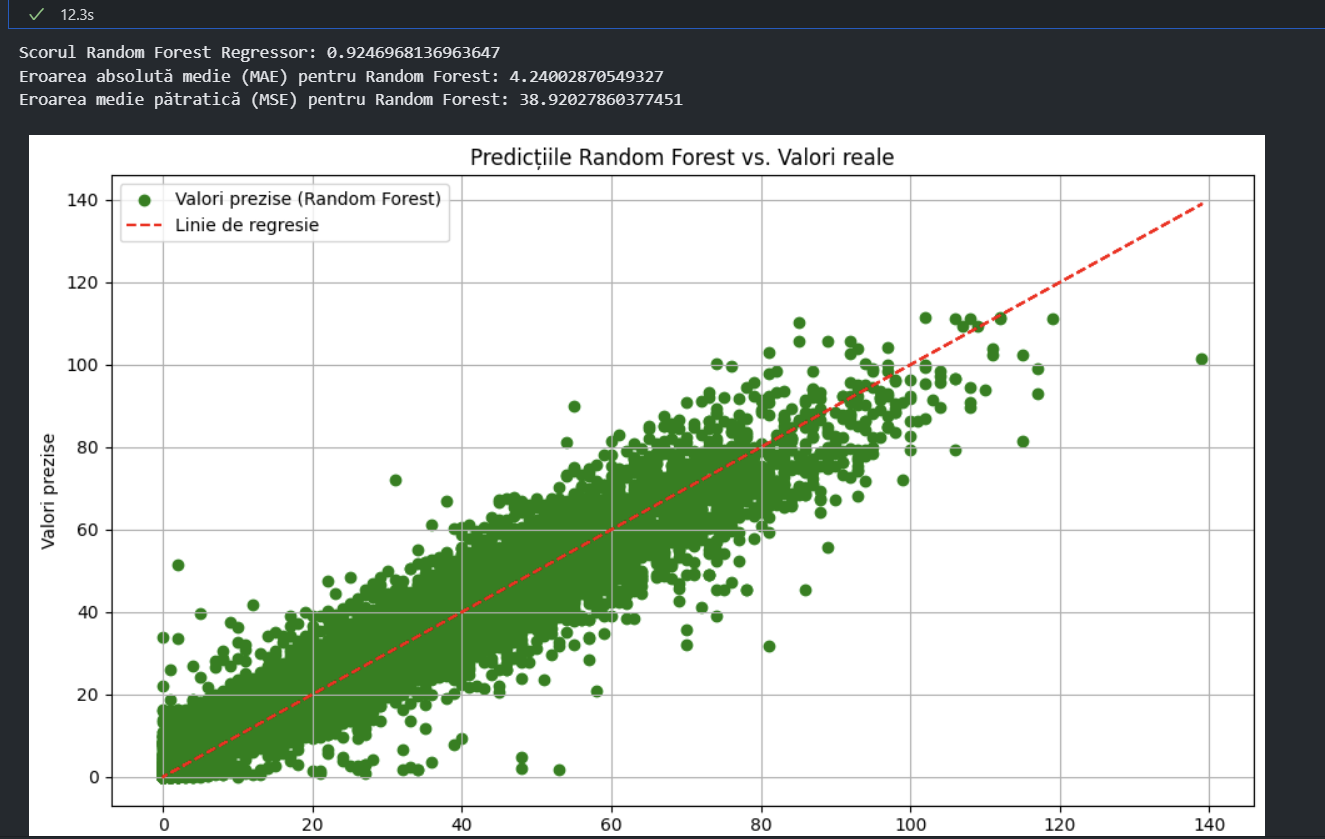 12.3s
Scorul Random Forest Regressor: 0.9246968136963647
Eroarea absolută medie (MAE) pentru Random Forest: 4.24002870549327
Eroarea medie pătratică (MSE) pentru Random Forest: 38.92027860377451
Predicțiile Random Forest vs. Valori reale
Valori prezise (Random Forest)
Linie de regresie
Valori prezise
140
120
100
80
60
40
20
0
0 20 40 60 80 100 120 140